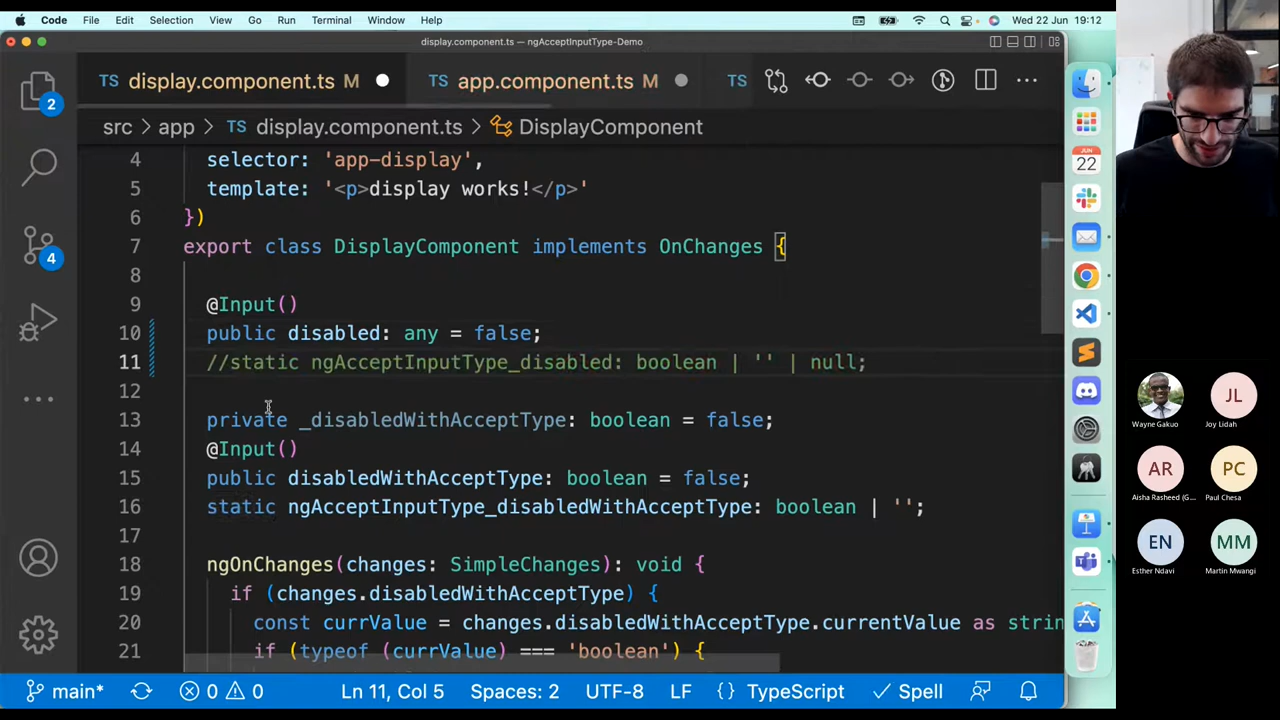 Code File Edit Selection View Go Run Terminal Window Help Wed 22 Jun 19:12
display.component.ts — ngAcceptInputType-Demo
TS display.component.ts M TS app.component.ts M TS
src > app > TS display.component.ts > DisplayComponent
4 selector: 'app-display',
5 template: '<p>display works!</p>'
6 })
7 export class DisplayComponent implements OnChanges {
8
9 @Input()
10 public disabled: any = false;
11 //static ngAcceptInputType_disabled: boolean | '' | null;
12
13 private _disabledWithAcceptType: boolean = false;
14 @Input()
15 public disabledWithAcceptType: boolean = false;
16 static ngAcceptInputType_disabledWithAcceptType: boolean | '';
17
18 ngOnChanges(changes: SimpleChanges): void {
19 if (changes.disabledWithAcceptType) {
20 const currValue = changes.disabledWithAcceptType.currentValue as strin
21 if (typeof (currValue) === 'boolean') {
2
4
main* 0 0 Ln 11, Col 5 Spaces: 2 UTF-8 LF {} TypeScript Spell
JUN
22
Wayne Gakuo
JL
Joy Lidah
AR
Aisha Rasheed (G...
PC
Paul Chesa
EN
Esther Ndavi
MM
Martin Mwangi